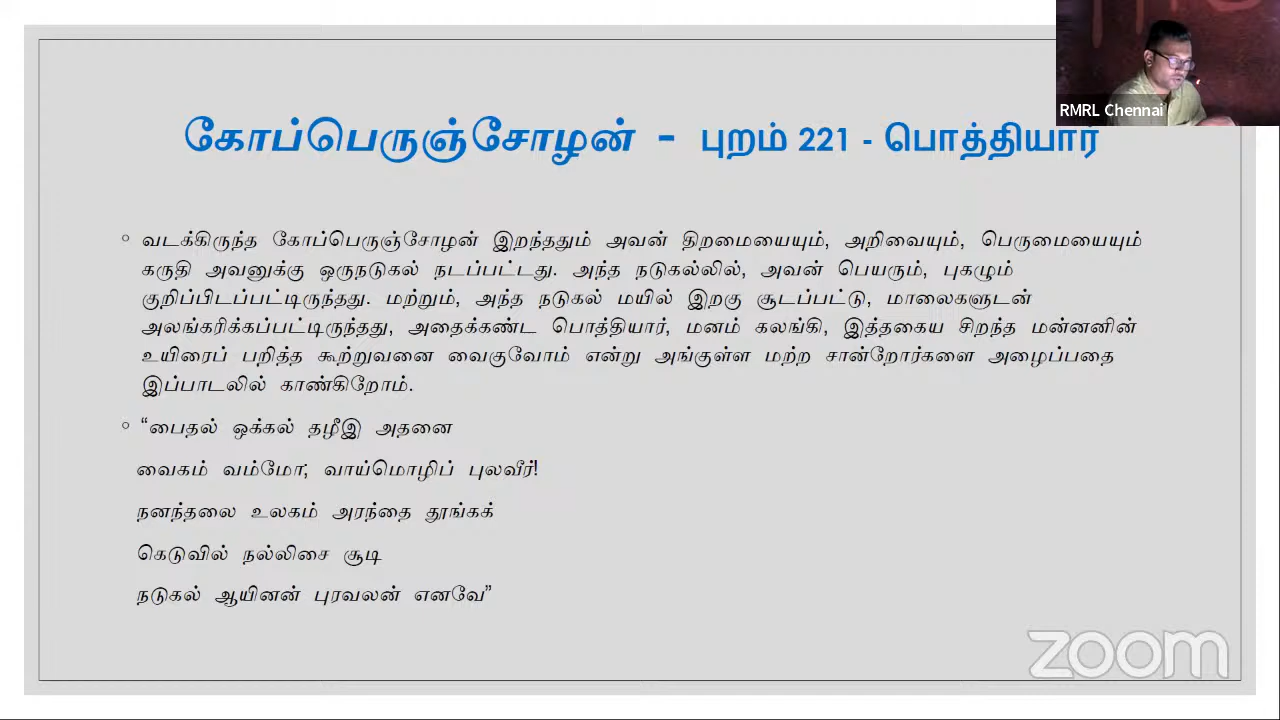 RMRL Chennai
கோப்பெருஞ்சோழன் - புறம் 221 - பொத்தியார்
◦ வடக்கிருந்த கோப்பெருஞ்சோழன் இறந்ததும் அவன் திறமையையும், அறிவையும், பெருமையையும்
கருதி அவனுக்கு ஒருநடுகல் நடப்பட்டது. அந்த நடுகல்லில், அவன் பெயரும், புகழும்
குறிப்பிடப்பட்டிருந்தது. மற்றும், அந்த நடுகல் மயில் இறகு சூடப்பட்டு, மாலைகளுடன்
அலங்கரிக்கப்பட்டிருந்தது, அதைக்கண்ட பொத்தியார், மனம் கலங்கி, இத்தகைய சிறந்த மன்னனின்
உயிரைப் பறித்த கூற்றுவனை வைகுவோம் என்று அங்குள்ள மற்ற சான்றோர்களை அழைப்பதை
இப்பாடலில் காண்கிறோம்.
◦ “பைதல் ஒக்கல் தழீஇ அதனை
வைகம் வம்மோ; வாய்மொழிப் புலவீர்!
நனந்தலை உலகம் அரந்தை தூங்கக்
கெடுவில் நல்லிசை சூடி
நடுகல் ஆயினன் புரவலன் எனவே”
zoom